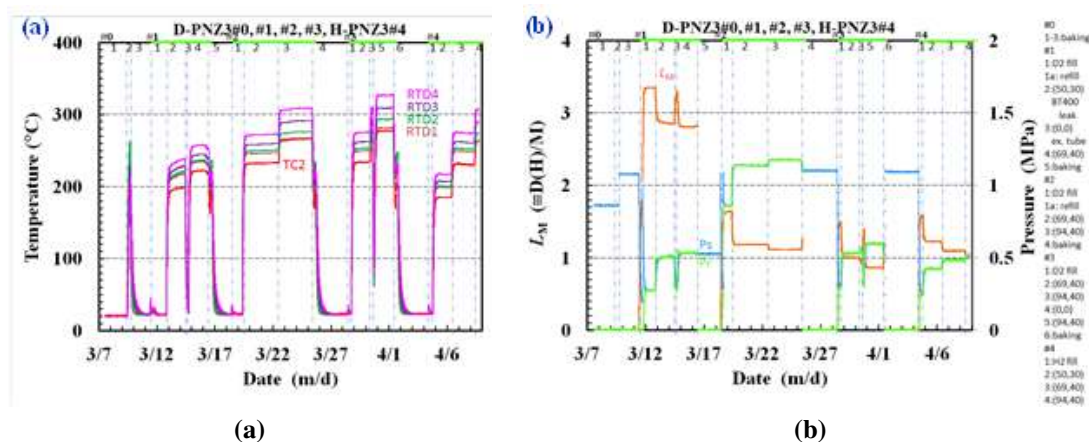 (a)
D-PNZ3#0, #1, #2, #3, H-PNZ3#4
#0 #1 #2 #3 #4
400
300
200
100
0
Temperature (°C)
RTD4
RTD3
RTD2
RTD1
TC2
3/7 3/12 3/17 3/22 3/27 4/1 4/6
Date (m/d)
(a)
(b)
D-PNZ3#0, #1, #2, #3, H-PNZ3#4
4
3
2
1
0
L_M (≡D(H)/M)
L_M
Ps
2
1.5
1
0.5
0
Pressure (MPa)
3/7 3/12 3/17 3/22 3/27 4/1 4/6
Date (m/d)
#0
1-3:baking
#1
1:D2 fill
1a: refill
2:(50,30)
BT400
leak
3:(0,0)
ex. tube
4:(69,40)
5:baking
#2
1:D2 fill
1a: refill
2:(69,40)
3:(94,40)
4:baking
#3
1:D2 fill
2:(69,40)
3:(94,40)
4:(0,0)
5:(94,40)
6:baking
#4
1:H2 fill
2:(50,30)
3:(69,40)
4:(94,40)
(b)